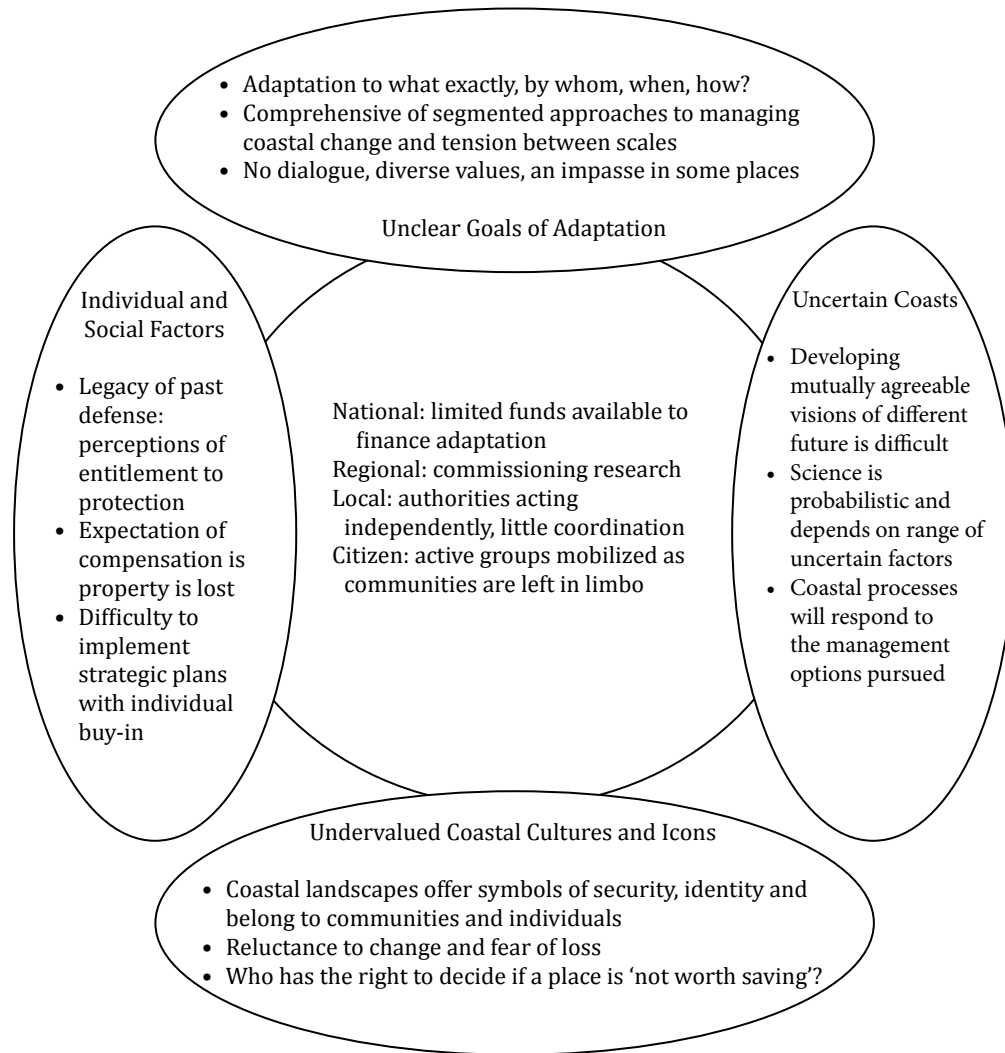 • Adaptation to what exactly, by whom, when, how?
• Comprehensive of segmented approaches to managing
coastal change and tension between scales
• No dialogue, diverse values, an impasse in some places
Unclear Goals of Adaptation
Individual and
Social Factors
• Legacy of past
defense:
perceptions of
entitlement to
protection
• Expectation of
compensation is
property is lost
• Difficulty to
implement
strategic plans
with individual
buy-in
National: limited funds available to
finance adaptation
Regional: commissioning research
Local: authorities acting
independently, little coordination
Citizen: active groups mobilized as
communities are left in limbo
Uncertain Coasts
• Developing
mutually agreeable
visions of different
future is difficult
• Science is
probabilistic and
depends on range of
uncertain factors
• Coastal processes
will respond to
the management
options pursued
Undervalued Coastal Cultures and Icons
• Coastal landscapes offer symbols of security, identity and
belong to communities and individuals
• Reluctance to change and fear of loss
• Who has the right to decide if a place is ‘not worth saving’?